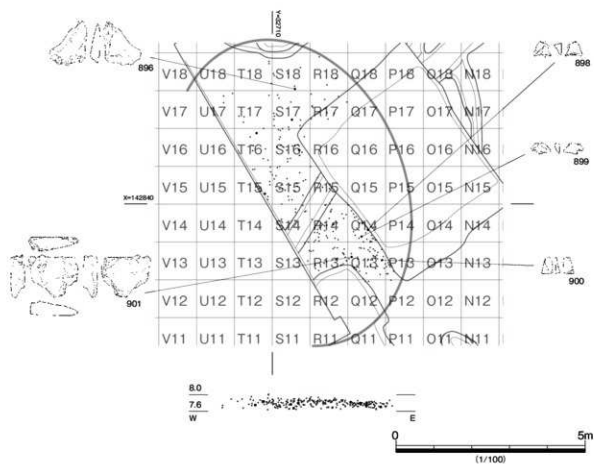 Y=-32710
896
898
V18 U18 T18 S18 R18 Q18 P18 O18 N18
V17 U17 T17 S17 R17 Q17 P17 O17 N17
899
V16 U16 T16 S16 R16 Q16 P16 O16 N16
V15 U15 T15 S15 R15 Q15 P15 O15 N15
X=142840
V14 U14 T14 S14 R14 Q14 P14 O14 N14
V13 U13 T13 S13 R13 Q13 P13 O13 N13
900
901
V12 U12 T12 S12 R12 Q12 P12 O12 N12
V11 U11 T11 S11 R11 Q11 P11 O11 N11
8.0
7.6
W E
0 5m
(1/100)